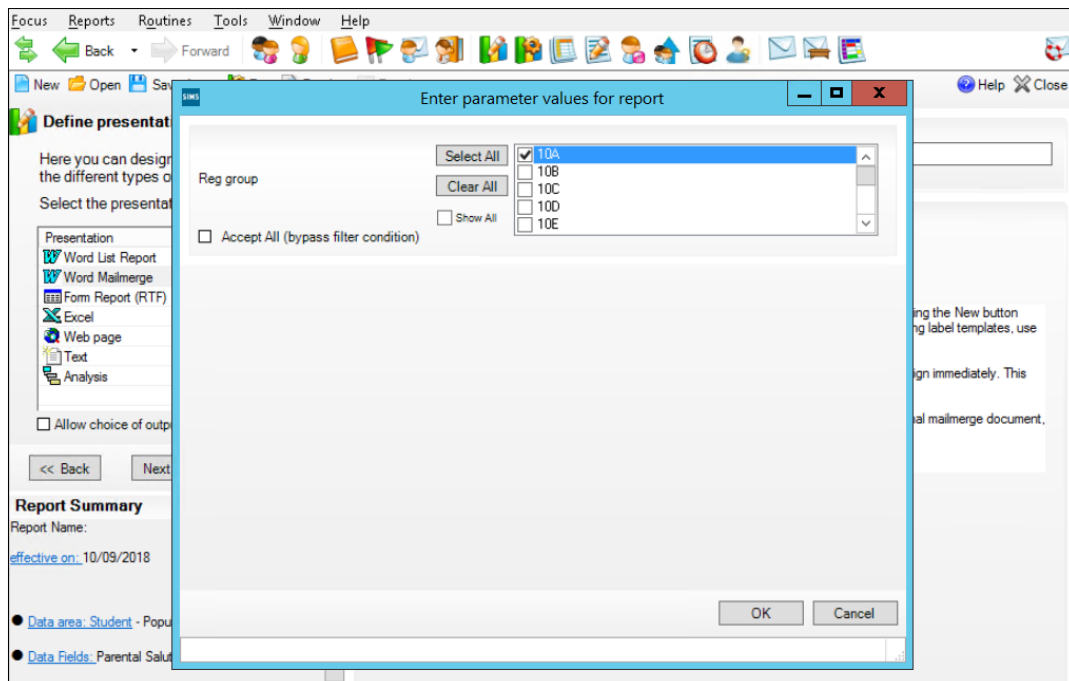 Focus Reports Routines Tools Window Help
Back Forward
New Open Sav
Help Close
SIMS Enter parameter values for report
Define presentat
Here you can design
the different types o
Select the presentat
Presentation
Word List Report
Word Mailmerge
Form Report (RTF)
Excel
Web page
Text
Analysis
Allow choice of outp
<< Back Next
Report Summary
Report Name:
effective on: 10/09/2018
Data area: Student - Popu
Data Fields: Parental Salut
Reg group
Select All
Clear All
Show All
10A
10B
10C
10D
10E
Accept All (bypass filter condition)
OK Cancel
ing the New button
ng label templates, use
ign immediately. This
al mailmerge document,